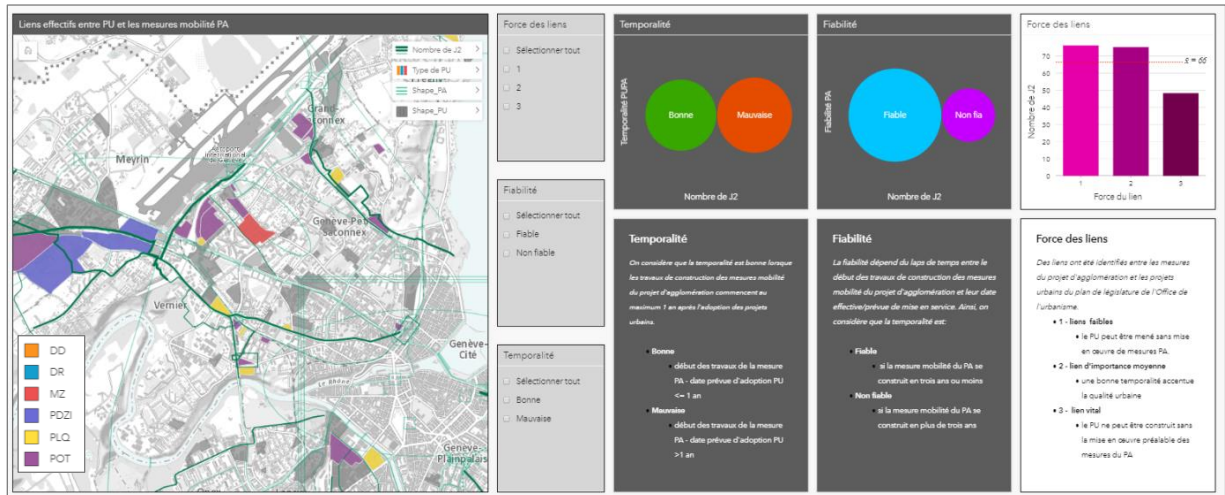 Liens effectifs entre PU et les mesures mobilité PA
Nombre de J2
Type de PU
Shape_PA
Shape_PU
Grand-Saconnex
Aéroport
international
de Genève
Meyrin
Genève-Pet
Saconnex
Vernier
Genève-
Cité
Le Rhône
Genève-
Plainpalais
DD
DR
MZ
PDZI
PLQ
POT
Force des liens
Sélectionner tout
1
2
3
Fiabilité
Sélectionner tout
Fiable
Non fiable
Temporalité
Sélectionner tout
Bonne
Mauvaise
Temporalité
Temporalité PUPA
Bonne
Mauvaise
Nombre de J2
Fiabilité
Fiabilité PA
Fiable
Non fia
Nombre de J2
Force des liens
Nombre de J2
70
60
50
40
30
20
10
0
= 66
1
2
3
Force du lien
Temporalité
On considère que la temporalité est bonne lorsque
les travaux de construction des mesures mobilité
du projet d'agglomération commencent au
maximum 1 an après l'adoption des projets
urbains.
• Bonne
• début des travaux de la mesure
PA - date prévue d'adoption PU
<= 1 an
• Mauvaise
• début des travaux de la mesure
PA - date prévue d'adoption PU
>1 an
Fiabilité
La fiabilité dépend du laps de temps entre le
début des travaux de construction des mesures
mobilité du projet d'agglomération et leur date
effective/prévue de mise en service. Ainsi, on
considère que la temporalité est:
• Fiable
• si la mesure mobilité du PA se
construit en trois ans ou moins
• Non fiable
• si la mesure mobilité du PA se
construit en plus de trois ans
Force des liens
Des liens ont été identifiés entre les mesures
du projet d'agglomération et les projets
urbains du plan de législature de l'Office de
l'urbanisme.
• 1 - liens faibles
• le PU peut être mené sans mise
en œuvre de mesures PA.
• 2 - lien d'importance moyenne
• une bonne temporalité accentue
la qualité urbaine
• 3 - lien vital
• le PU ne peut être construit sans
la mise en œuvre préalable des
mesures du PA